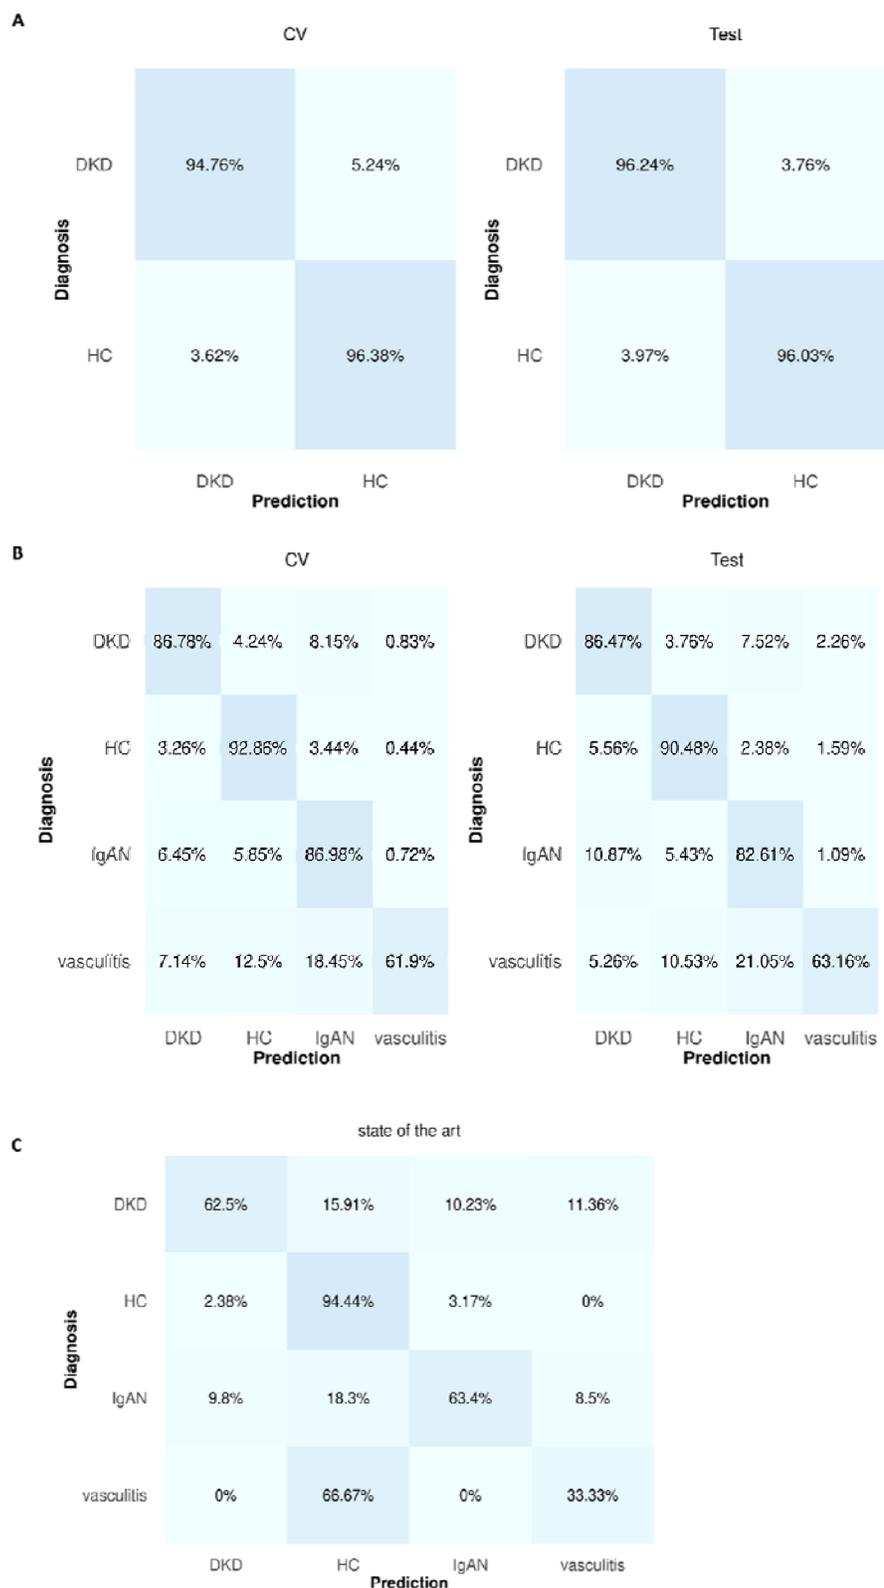 A
CV
Test
DKD 94.76% 5.24%
DKD 96.24% 3.76%
Diagnosis
Diagnosis
HC 3.62% 96.38%
HC 3.97% 96.03%
DKD HC
DKD HC
Prediction
Prediction
B
CV
Test
DKD 86.78% 4.24% 8.15% 0.83%
DKD 86.47% 3.76% 7.52% 2.26%
HC 3.26% 92.86% 3.44% 0.44%
HC 5.56% 90.48% 2.38% 1.59%
Diagnosis
Diagnosis
IgAN 6.45% 5.85% 86.98% 0.72%
IgAN 10.87% 5.43% 82.61% 1.09%
vasculitis 7.14% 12.5% 18.45% 61.9%
vasculitis 5.26% 10.53% 21.05% 63.16%
DKD HC IgAN vasculitis
DKD HC IgAN vasculitis
Prediction
Prediction
C
state of the art
DKD 62.5% 15.91% 10.23% 11.36%
HC 2.38% 94.44% 3.17% 0%
Diagnosis
IgAN 9.8% 18.3% 63.4% 8.5%
vasculitis 0% 66.67% 0% 33.33%
DKD HC IgAN vasculitis
Prediction